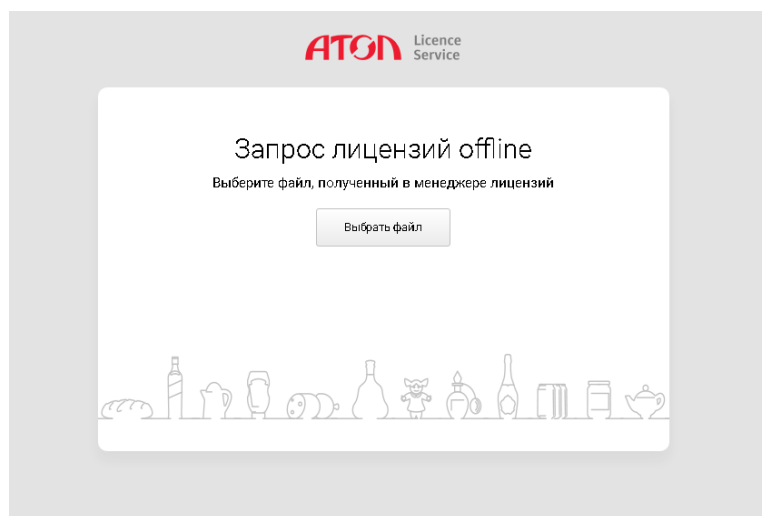 АТОЛ Licence
Service
Запрос лицензий offline
Выберите файл, полученный в менеджере лицензий
Выбрать файл